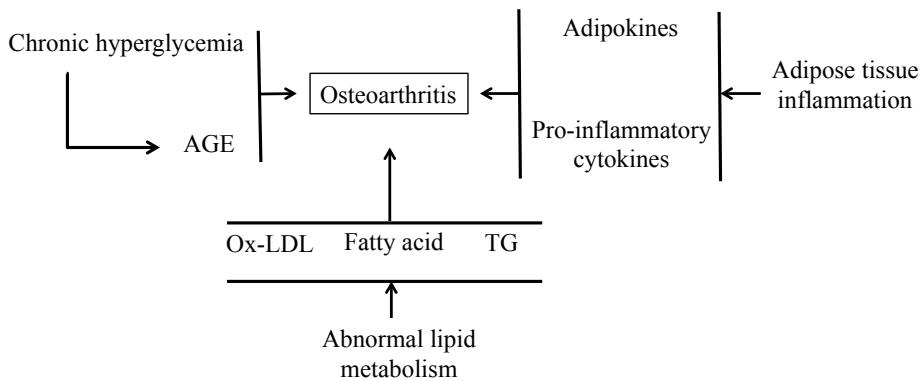 Chronic hyperglycemia
AGE
Osteoarthritis
Adipokines
Pro-inflammatory
cytokines
Adipose tissue
inflammation
Ox-LDL
Fatty acid
TG
Abnormal lipid
metabolism